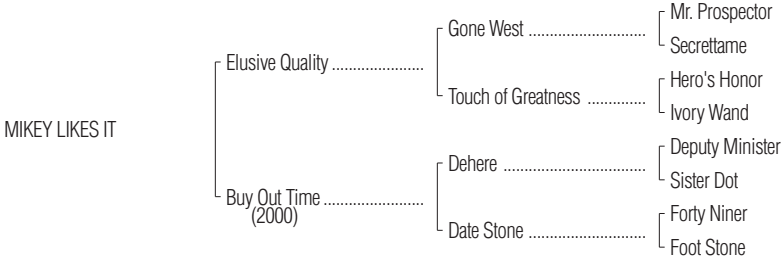 Mr. Prospector
Gone West ..............................
Secrettame
Elusive Quality ........................
Hero's Honor
Touch of Greatness ...............
Ivory Wand
MIKEY LIKES IT
Deputy Minister
Dehere .....................................
Sister Dot
Buy Out Time ..........................
(2000)
Forty Niner
Date Stone ..............................
Foot Stone